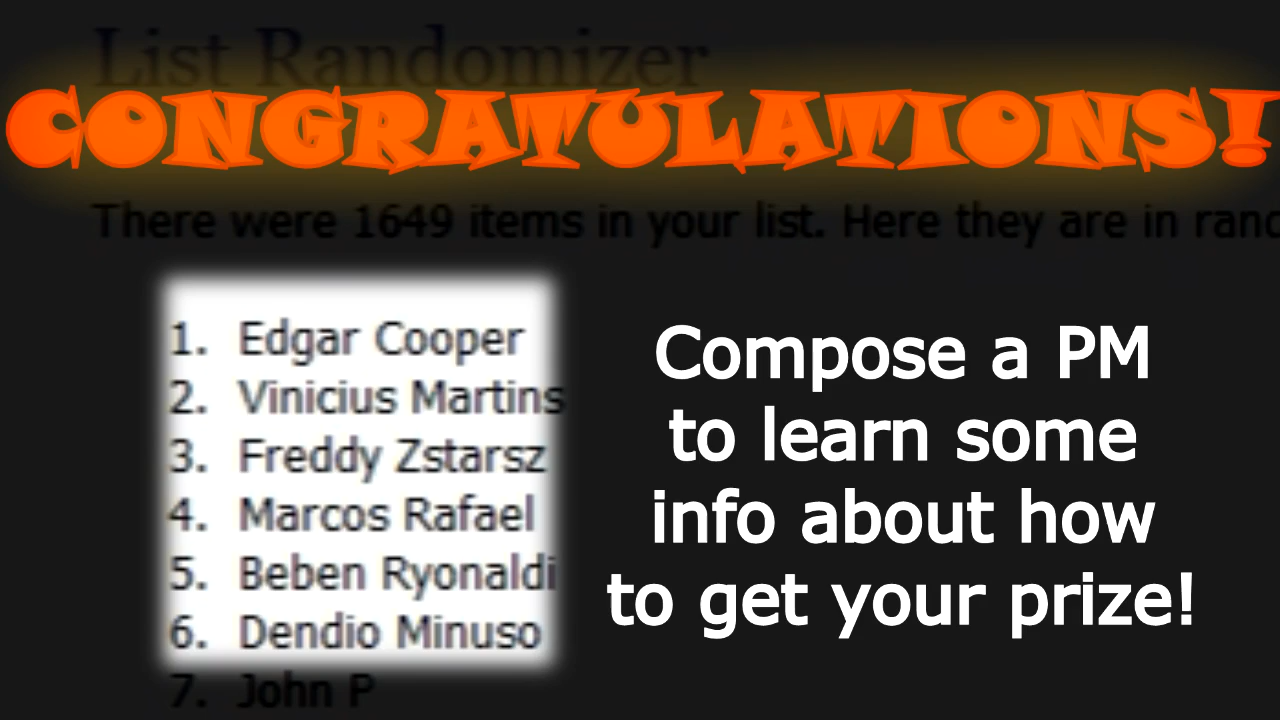 List Randomizer
CONGRATULATIONS!
There were 1649 items in your list. Here they are in
1. Edgar Cooper
2. Vinicius Martins
3. Freddy Zstarsz
4. Marcos Rafael
5. Beben Ryonaldi
6. Dendio Minuso
7. John P
Compose a PM
to learn some
info about how
to get your prize!